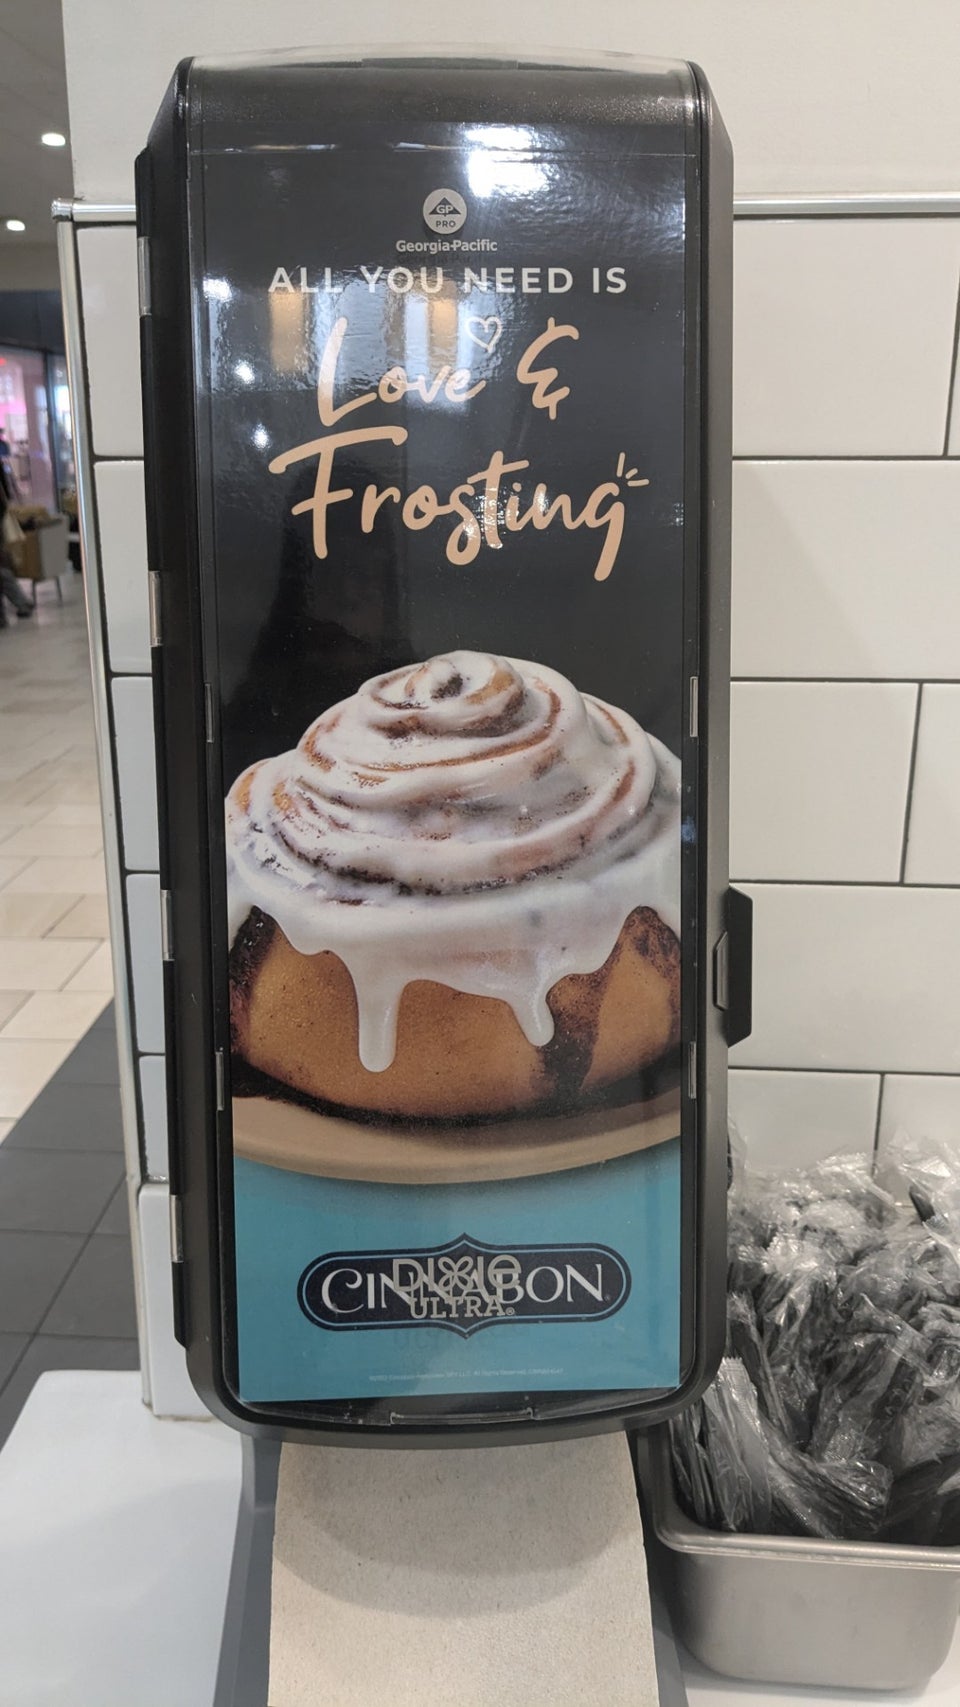 GP
PRO
Georgia-Pacific
ALL YOU NEED IS
Love &
Frosting
CINNABON
DIXIE
ULTRA®